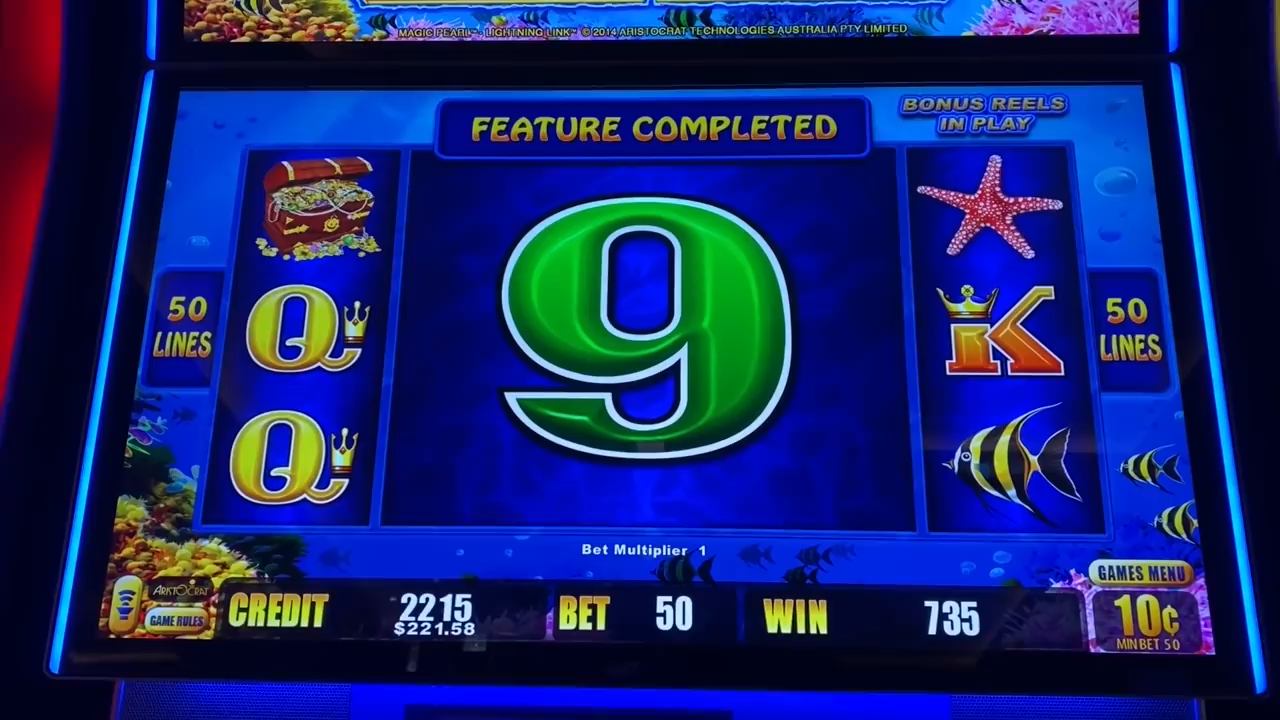 MAGIC PEARL™ - LIGHTNING LINK™ © 2014 ARISTOCRAT TECHNOLOGIES AUSTRALIA PTY LIMITED
FEATURE COMPLETED
BONUS REELS
IN PLAY
9
50
LINES
Q
Q
K
50
LINES
Bet Multiplier 1
GAMES MENU
ARISTOCRAT
GAME RULES
CREDIT 2215
$221.58
BET 50
WIN 735
10¢
MIN BET 50